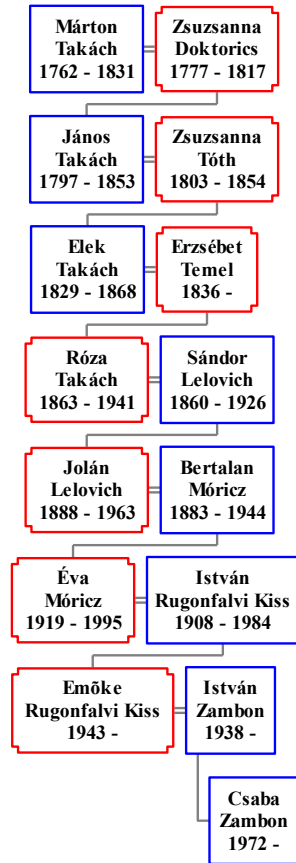 Márton
Takách
1762 - 1831
Zsuzsanna
Doktorics
1777 - 1817
János
Takách
1797 - 1853
Zsuzsanna
Tóth
1803 - 1854
Elek
Takách
1829 - 1868
Erzsébet
Temel
1836 -
Róza
Takách
1863 - 1941
Sándor
Lelovich
1860 - 1926
Jolán
Lelovich
1888 - 1963
Bertalan
Móricz
1883 - 1944
Éva
Móricz
1919 - 1995
István
Rugonfalvi Kiss
1908 - 1984
Emõke
Rugonfalvi Kiss
1943 -
István
Zambon
1938 -
Csaba
Zambon
1972 -